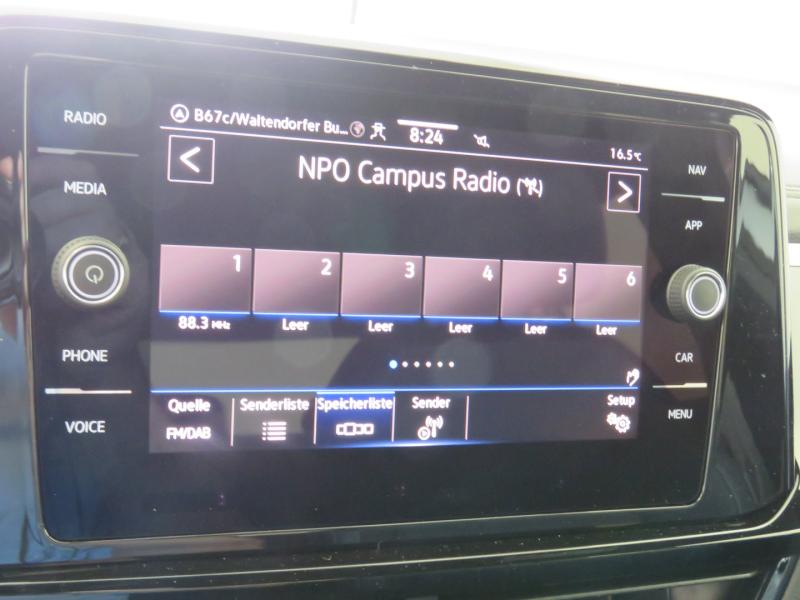 RADIO
MEDIA
PHONE
VOICE
B67c/Waltendorfer Bu...
8:24
16.5°C
NPO Campus Radio
1 2 3 4 5 6
88.3 MHz Leer Leer Leer Leer Leer
Quelle Senderliste Speicherliste Sender Setup
FM/DAB
NAV
APP
CAR
MENU